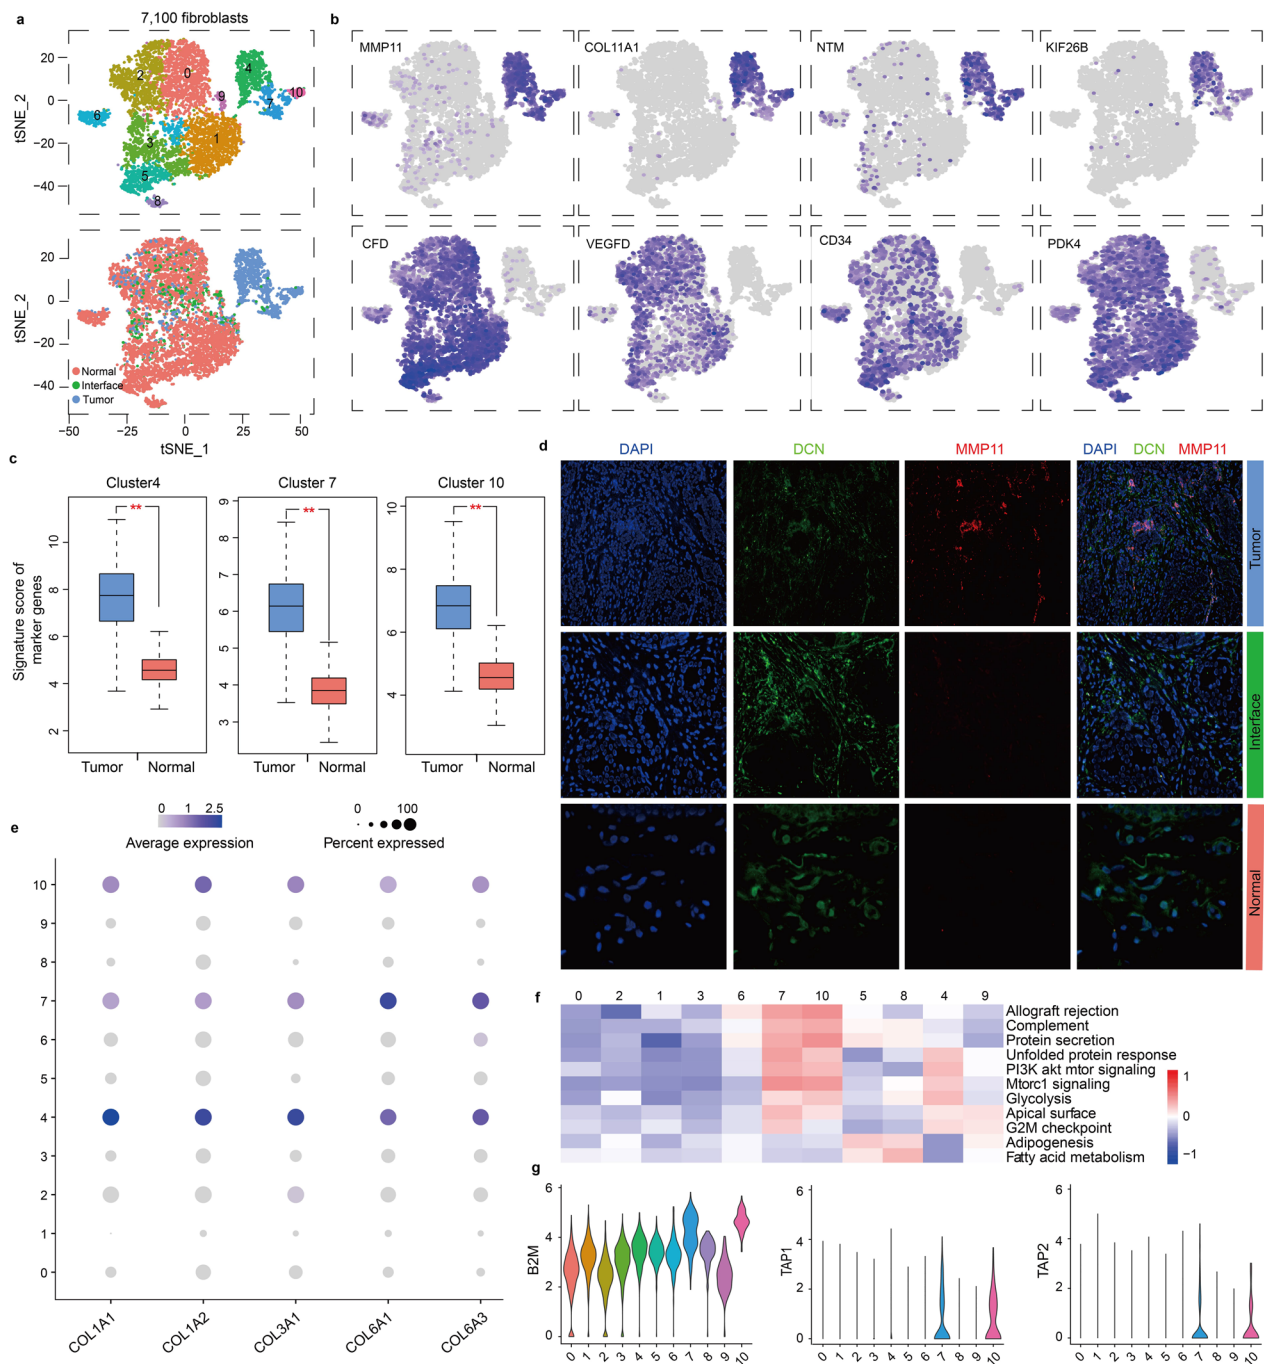 a
7,100 fibroblasts
tSNE_2
20
0
−20
−40
0
1
2
3
4
5
6
7
8
9
10
tSNE_2
20
0
−20
−40
Normal
Interface
Tumor
−50
−25
0
25
50
tSNE_1
b
MMP11
COL11A1
NTM
KIF26B
CFD
VEGFD
CD34
PDK4
c
Signature score of
marker genes
Cluster4
**
10
8
6
4
2
Tumor Normal
Cluster 7
**
9
8
7
6
5
4
3
Tumor Normal
Cluster 10
**
10
8
6
4
Tumor Normal
d
DAPI
DCN
MMP11
DAPI DCN MMP11
Tumor
Interface
Normal
e
0 1 2.5
Average expression
0 100
Percent expressed
10
9
8
7
6
5
4
3
2
1
0
COL1A1
COL1A2
COL3A1
COL6A1
COL6A3
f
0 2 1 3 6 7 10 5 8 4 9
Allograft rejection
Complement
Protein secretion
Unfolded protein response
PI3K akt mtor signaling
Mtorc1 signaling
Glycolysis
Apical surface
G2M checkpoint
Adipogenesis
Fatty acid metabolism
1
0
−1
g
B2M
6
4
2
0
0 1 2 3 4 5 6 7 8 9 10
TAP1
6
4
2
0
0 1 2 3 4 5 6 7 8 9 10
TAP2
6
4
2
0
0 1 2 3 4 5 6 7 8 9 10